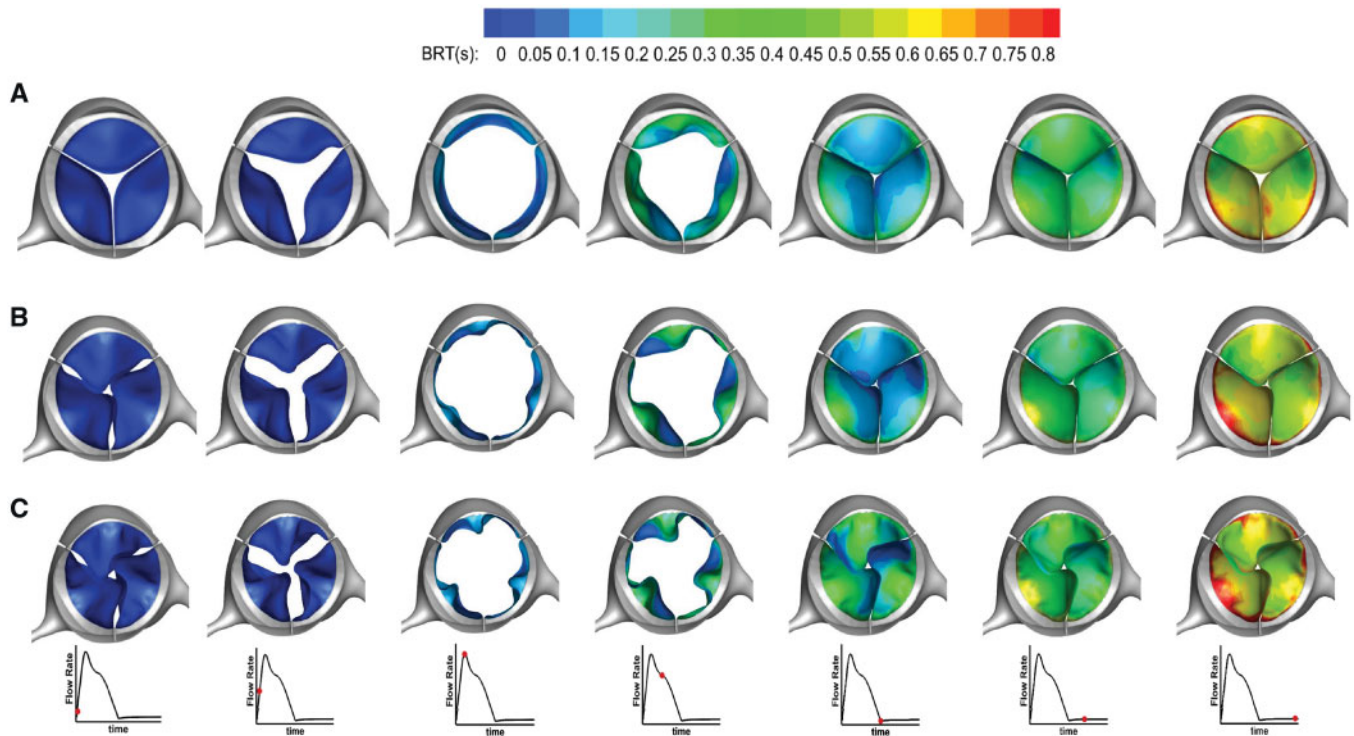 BRT(s): 0 0.05 0.1 0.15 0.2 0.25 0.3 0.35 0.4 0.45 0.5 0.55 0.6 0.65 0.7 0.75 0.8
A
B
C
Flow Rate Flow Rate Flow Rate Flow Rate Flow Rate Flow Rate Flow Rate
time time time time time time time